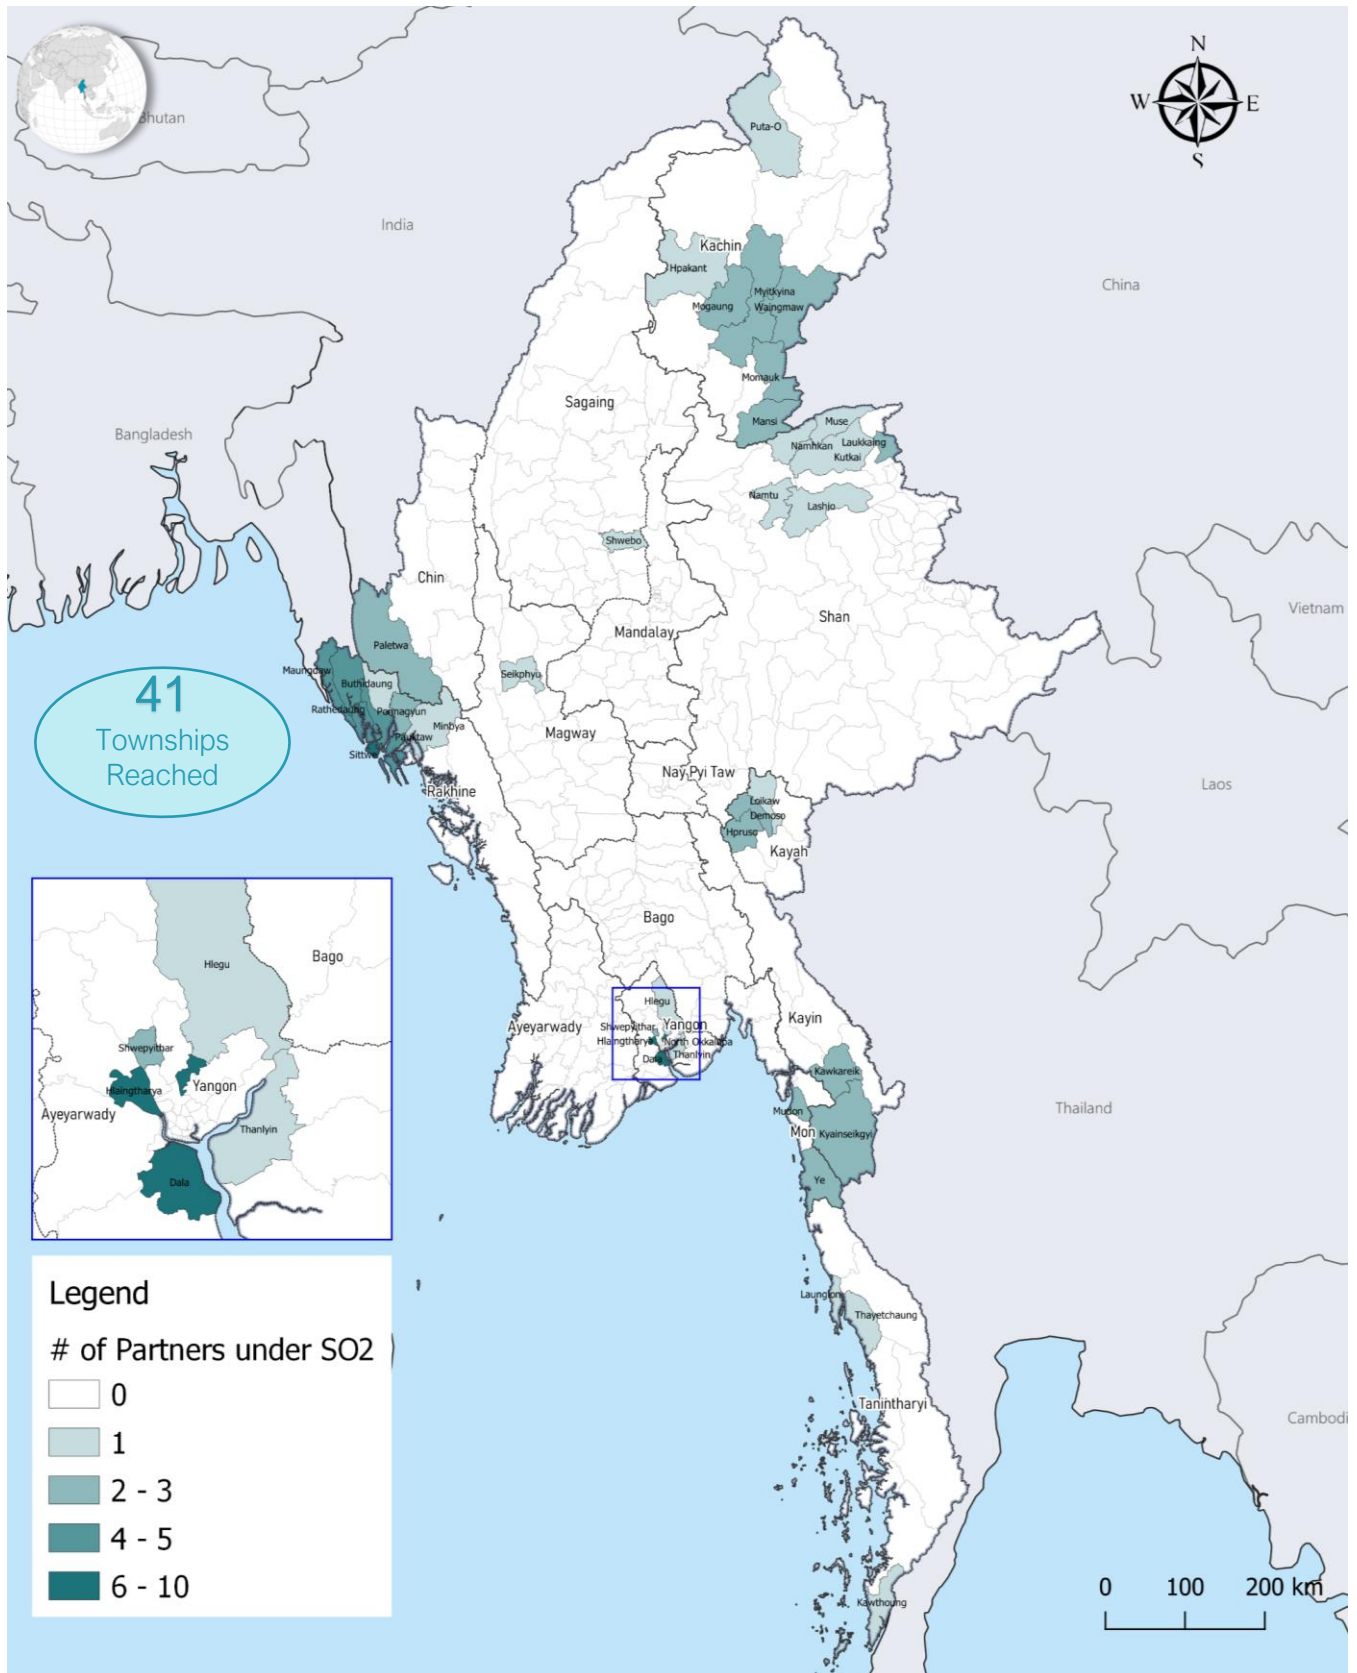 N
W
E
S
Bhutan
India
China
Bangladesh
Vietnam
Laos
Thailand
Cambodi
Puta-O
Kachin
Hpakant
Myitkyina
Mogaung
Waingmaw
Momauk
Mansi
Sagaing
Muse
Namhkan
Laukkaing
Kutkai
Namtu
Lashio
Shwebo
Chin
Shan
Mandalay
Paletwa
Seikphyu
Maungdaw
Buthidaung
Rathedaung
Ponnagyun
Minbya
Pauktaw
Sittwe
Magway
Nay Pyi Taw
Rakhine
Loikaw
Demoso
Hpruso
Kayah
41
Townships
Reached
Bago
Hlegu
Ayeyarwady
Shwepyithar
Yangon
Hlaingtharya
North Okkalapa
Dala
Thanlyin
Kayin
Kawkareik
Mudon
Mon
Kyainseikgyi
Ye
Launglon
Thayetchaung
Tanintharyi
Kawthoung
Hlegu
Bago
Shwepyithar
Hlaingtharya
Yangon
Ayeyarwady
Thanlyin
Dala
Legend
# of Partners under SO2
0
1
2 - 3
4 - 5
6 - 10
0 100 200 km